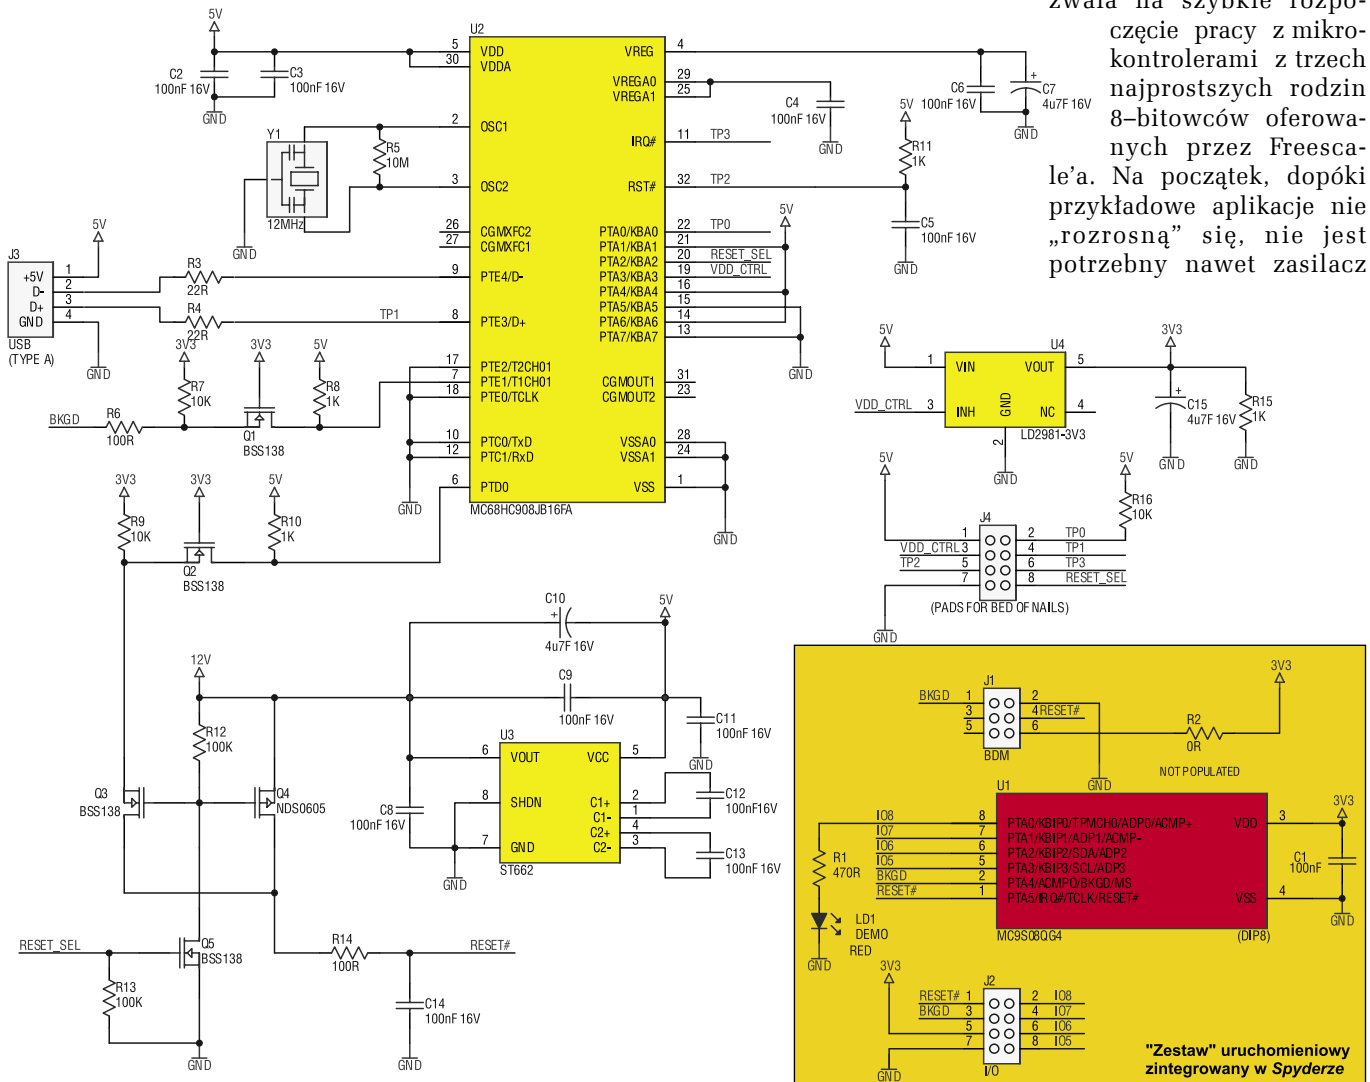 zwala na szybkie rozpo-
częcie pracy z mikro-
kontrolerami z trzech
najprostszych rodzin
8–bitowców oferowa-
nych przez Freesca-
le'a. Na początek, dopóki
przykładowe aplikacje nie
„rozrosną” się, nie jest
potrzebny nawet zasilacz
5V
C2
100nF 16V
C3
100nF 16V
GND
U2
5 VDD
30 VDDA
2 OSC1
3 OSC2
26 CGMXFC2
27 CGMXFC1
9 PTE4/D-
8 PTE3/D+
17 PTE2/T2CH01
7 PTE1/T1CH01
18 PTE0/TCLK
10 PTC0/TxD
12 PTC1/RxD
6 PTD0
VREG 4
VREGA0 29
VREGA1 25
IRQ# 11 TP3
RST# 32 TP2
PTA0/KBA0 22 TP0
PTA1/KBA1 21
PTA2/KBA2 20 RESET_SEL
PTA3/KBA3 19 VDD_CTRL
PTA4/KBA4 16
PTA5/KBA5 15
PTA6/KBA6 14
PTA7/KBA7 13
CGMOUT1 31
CGMOUT2 23
VSSA0 28
VSSA1 24
VSS 1
MC68HC908JB16FA
Y1
12MHz
GND
R5
10M
C4
100nF 16V
GND
C6
100nF 16V
C7
+
4u7F 16V
GND
5V
R11
1K
C5
100nF 16V
GND
5V
GND
GND
J3
+5V 1
D- 2
D+ 3
GND 4
USB
(TYPE A)
5V
GND
R3
22R
R4
22R
TP1
3V3
R7
10K
3V3
5V
R8
1K
BKGD
R6
100R
Q1
BSS138
GND
3V3
R9
10K
3V3
5V
R10
1K
Q2
BSS138
5V
1 VIN
3 INH
VDD_CTRL
U4
VOUT 5
NC 4
GND
2
LD2981-3V3
GND
3V3
C15
+
4u7F 16V
GND
R15
1K
GND
5V
5V
R16
10K
J4
1
VDD_CTRL 3
TP2 5
7
2 TP0
4 TP1
6 TP3
8 RESET_SEL
(PADS FOR BED OF NAILS)
GND
12V
R12
100K
C10
+
4u7F 16V
5V
C9
100nF 16V
C11
100nF 16V
GND
U3
6 VOUT
8 SHDN
7 GND
VCC 5
C1+ 2
C1- 1
C2+ 4
C2- 3
ST662
C8
100nF 16V
GND
C12
100nF16V
C13
100nF 16V
Q3
BSS138
Q4
NDS0605
RESET_SEL
Q5
BSS138
R13
100K
GND
R14
100R
RESET#
C14
100nF 16V
GND
J1
BKGD 1
3
5
2
4 RESET#
6
BDM
GND
R2
0R
NOT POPULATED
3V3
U1
IO8 8 PTA0/KBIP0/TPMCH0/ADP0/ACMP+
IO7 7 PTA1/KBIP1/ADP1/ACMP-
IO6 6 PTA2/KBIP2/SDA/ADP2
IO5 5 PTA3/KBIP3/SCL/ADP3
BKGD 2 PTA4/ACMPO/BKGD/MS
RESET# 1 PTA5/IRQ#/TCLK/RESET#
VDD 3
VSS 4
MC9S08QG4
(DIP8)
3V3
C1
100nF
GND
R1
470R
LD1
DEMO
RED
GND
3V3
J2
RESET# 1
BKGD 3
5
7
2 IO8
4 IO7
6 IO6
8 IO5
I/O
GND
"Zestaw" uruchomieniowy
zintegrowany w Spyderze